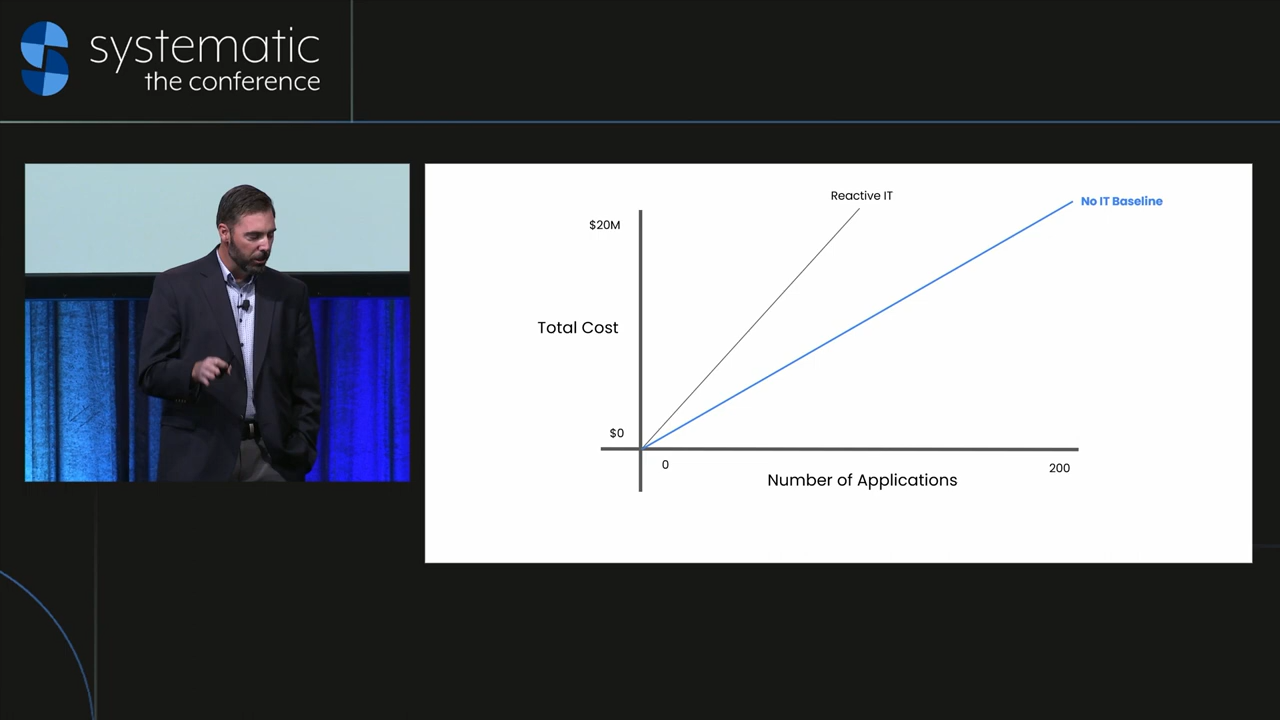 systematic
the conference
Reactive IT
No IT Baseline
$20M
Total Cost
$0
0
200
Number of Applications